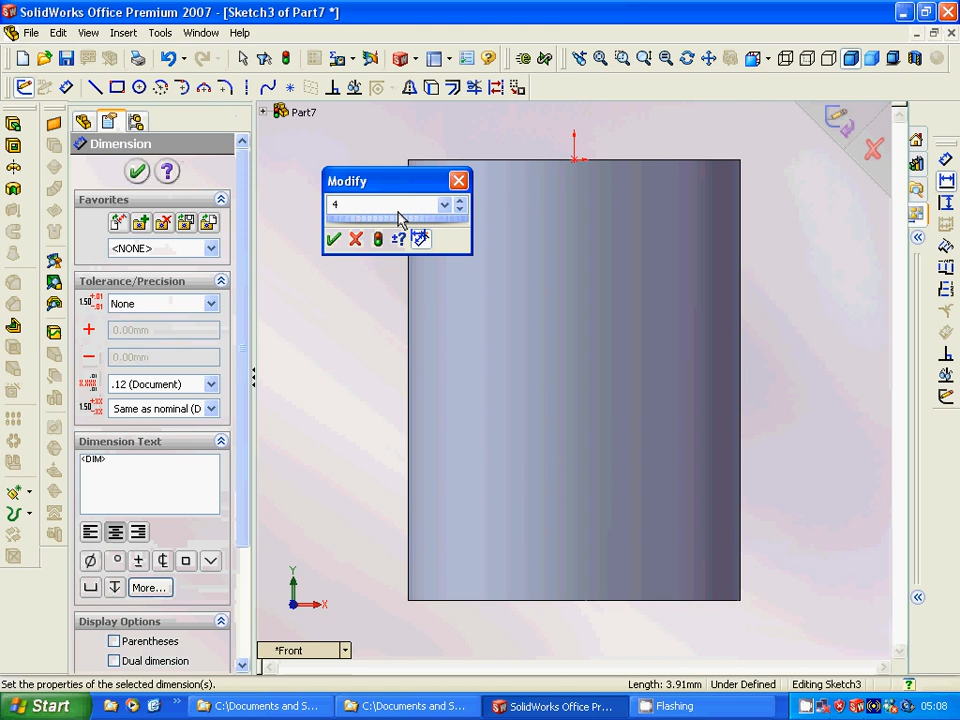 SolidWorks Office Premium 2007 - [Sketch3 of Part7 *]
File Edit View Insert Tools Window Help
Part7
Dimension
Favorites
<NONE>
Tolerance/Precision
None
0.00mm
0.00mm
.12 (Document)
Same as nominal (D
Dimension Text
<DIM>
More...
Display Options
Parentheses
Dual dimension
Modify
4
Y
X
*Front
Set the properties of the selected dimension(s).
Length: 3.91mm Under Defined Editing Sketch3
Start
C:\Documents and S...
C:\Documents and S...
SolidWorks Office Pr...
Flashing
05:08